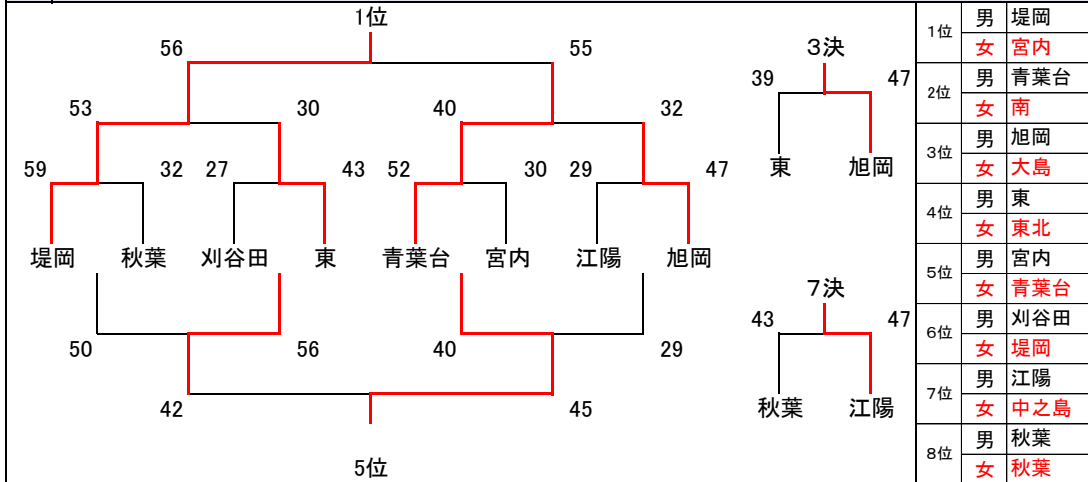 1位
56 55
53 30 40 32
59 32 27 43 52 30 29 47
堤岡 秋葉 刈谷田 東 青葉台 宮内 江陽 旭岡
50 56 40 29
42 45
5位
3決
39 47
東 旭岡
7決
43 47
秋葉 江陽
1位 男 堤岡
女 宮内
2位 男 青葉台
女 南
3位 男 旭岡
女 大島
4位 男 東
女 東北
5位 男 宮内
女 青葉台
6位 男 刈谷田
女 堤岡
7位 男 江陽
女 中之島
8位 男 秋葉
女 秋葉